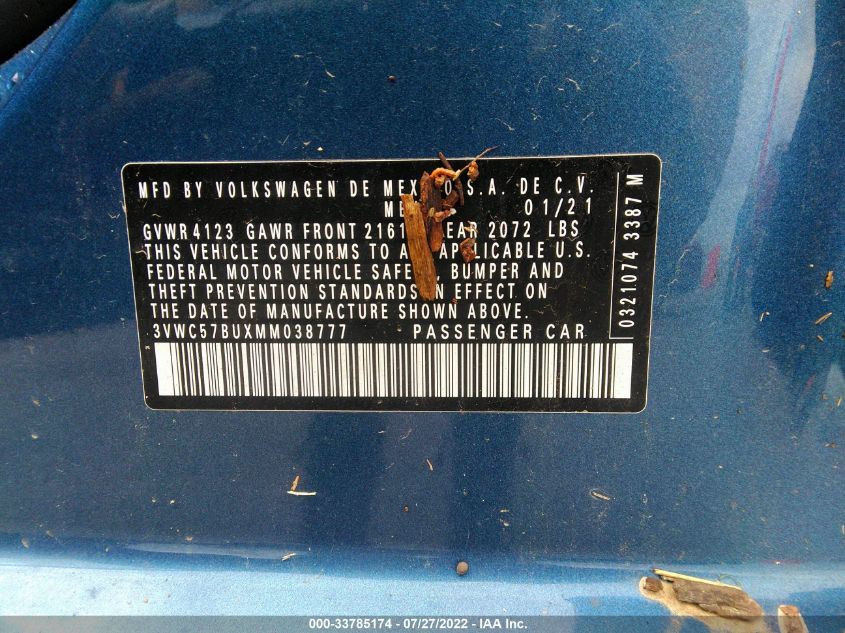 MFD BY VOLKSWAGEN DE MEX O S.A. DE C.V.
ME 01/21
GVWR 4123 GAWR FRONT 2161 EAR 2072 LBS
THIS VEHICLE CONFORMS TO A APPLICABLE U.S.
FEDERAL MOTOR VEHICLE SAFE , BUMPER AND
THEFT PREVENTION STANDARDS IN EFFECT ON
THE DATE OF MANUFACTURE SHOWN ABOVE.
3VWC57BUXMM038777 PASSENGER CAR
0321074 3387 M
000-33785174 / 07/27/2022 - IAA Inc.